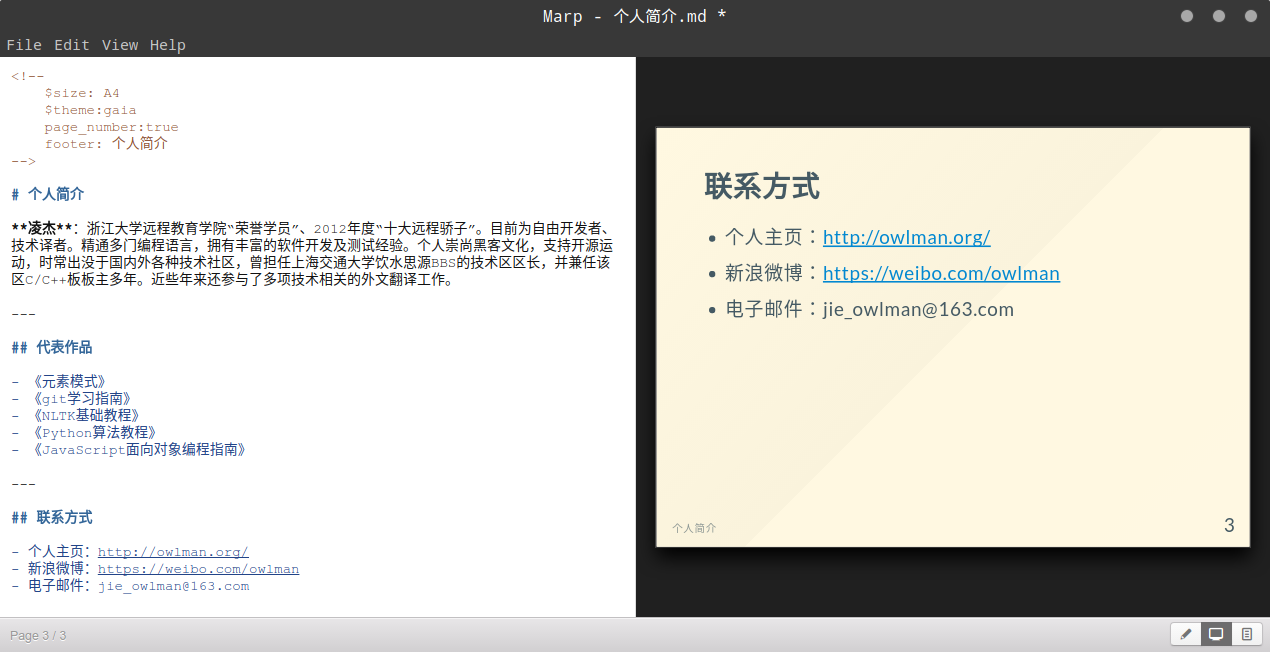 Marp - 个人简介.md *
File Edit View Help
<!--
$size: A4
$theme:gaia
page_number:true
footer: 个人简介
-->
# 个人简介
**凌杰**: 浙江大学远程教育学院“荣誉学员”、2012年度“十大远程骄子”。目前为自由开发者、
技术译者。精通多门编程语言，拥有丰富的软件开发及测试经验。个人崇尚黑客文化，支持开源运
动，时常出没于国内外各种技术社区，曾担任上海交通大学饮水思源BBS的技术区区长，并兼任该
区C/C++板板主多年。近些年来还参与了多项技术相关的外文翻译工作。
---
## 代表作品
- 《元素模式》
- 《git学习指南》
- 《NLTK基础教程》
- 《Python算法教程》
- 《JavaScript面向对象编程指南》
---
## 联系方式
- 个人主页：http://owlman.org/
- 新浪微博：https://weibo.com/owlman
- 电子邮件：jie_owlman@163.com
联系方式
• 个人主页：http://owlman.org/
• 新浪微博：https://weibo.com/owlman
• 电子邮件：jie_owlman@163.com
个人简介
3
Page 3 / 3